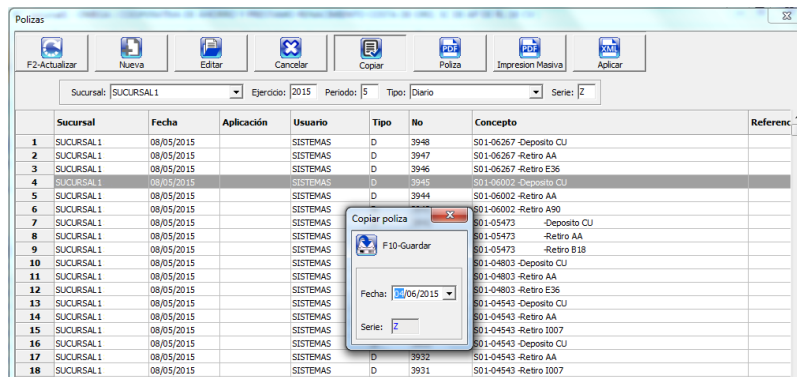 Polizas
F2-Actualizar Nueva Editar Cancelar Copiar Poliza Impresion Masiva Aplicar
Sucursal: SUCURSAL1 Ejercicio: 2015 Periodo: 5 Tipo: Diario Serie: Z
Sucursal Fecha Aplicación Usuario Tipo No Concepto Referenc
1 SUCURSAL1 08/05/2015 SISTEMAS D 3948 S01-06267 -Deposito CU
2 SUCURSAL1 08/05/2015 SISTEMAS D 3947 S01-06267 -Retiro AA
3 SUCURSAL1 08/05/2015 SISTEMAS D 3946 S01-06267 -Retiro E36
4 SUCURSAL1 08/05/2015 SISTEMAS D 3945 S01-06002 -Deposito CU
5 SUCURSAL1 08/05/2015 SISTEMAS D 3944 S01-06002 -Retiro AA
6 SUCURSAL1 08/05/2015 SISTEMAS S01-06002 -Retiro A90
7 SUCURSAL1 08/05/2015 SISTEMAS S01-05473 -Deposito CU
8 SUCURSAL1 08/05/2015 SISTEMAS S01-05473 -Retiro AA
9 SUCURSAL1 08/05/2015 SISTEMAS S01-05473 -Retiro B18
10 SUCURSAL1 08/05/2015 SISTEMAS S01-04803 -Deposito CU
11 SUCURSAL1 08/05/2015 SISTEMAS S01-04803 -Retiro AA
12 SUCURSAL1 08/05/2015 SISTEMAS S01-04803 -Retiro E36
13 SUCURSAL1 08/05/2015 SISTEMAS S01-04543 -Deposito CU
14 SUCURSAL1 08/05/2015 SISTEMAS S01-04543 -Retiro AA
15 SUCURSAL1 08/05/2015 SISTEMAS S01-04543 -Retiro I007
16 SUCURSAL1 08/05/2015 SISTEMAS S01-04543 -Deposito CU
17 SUCURSAL1 08/05/2015 SISTEMAS D 3932 S01-04543 -Retiro AA
18 SUCURSAL1 08/05/2015 SISTEMAS D 3931 S01-04543 -Retiro I007
Copiar poliza
F10-Guardar
Fecha: 04/06/2015
Serie: Z
PDF
PDF
XML